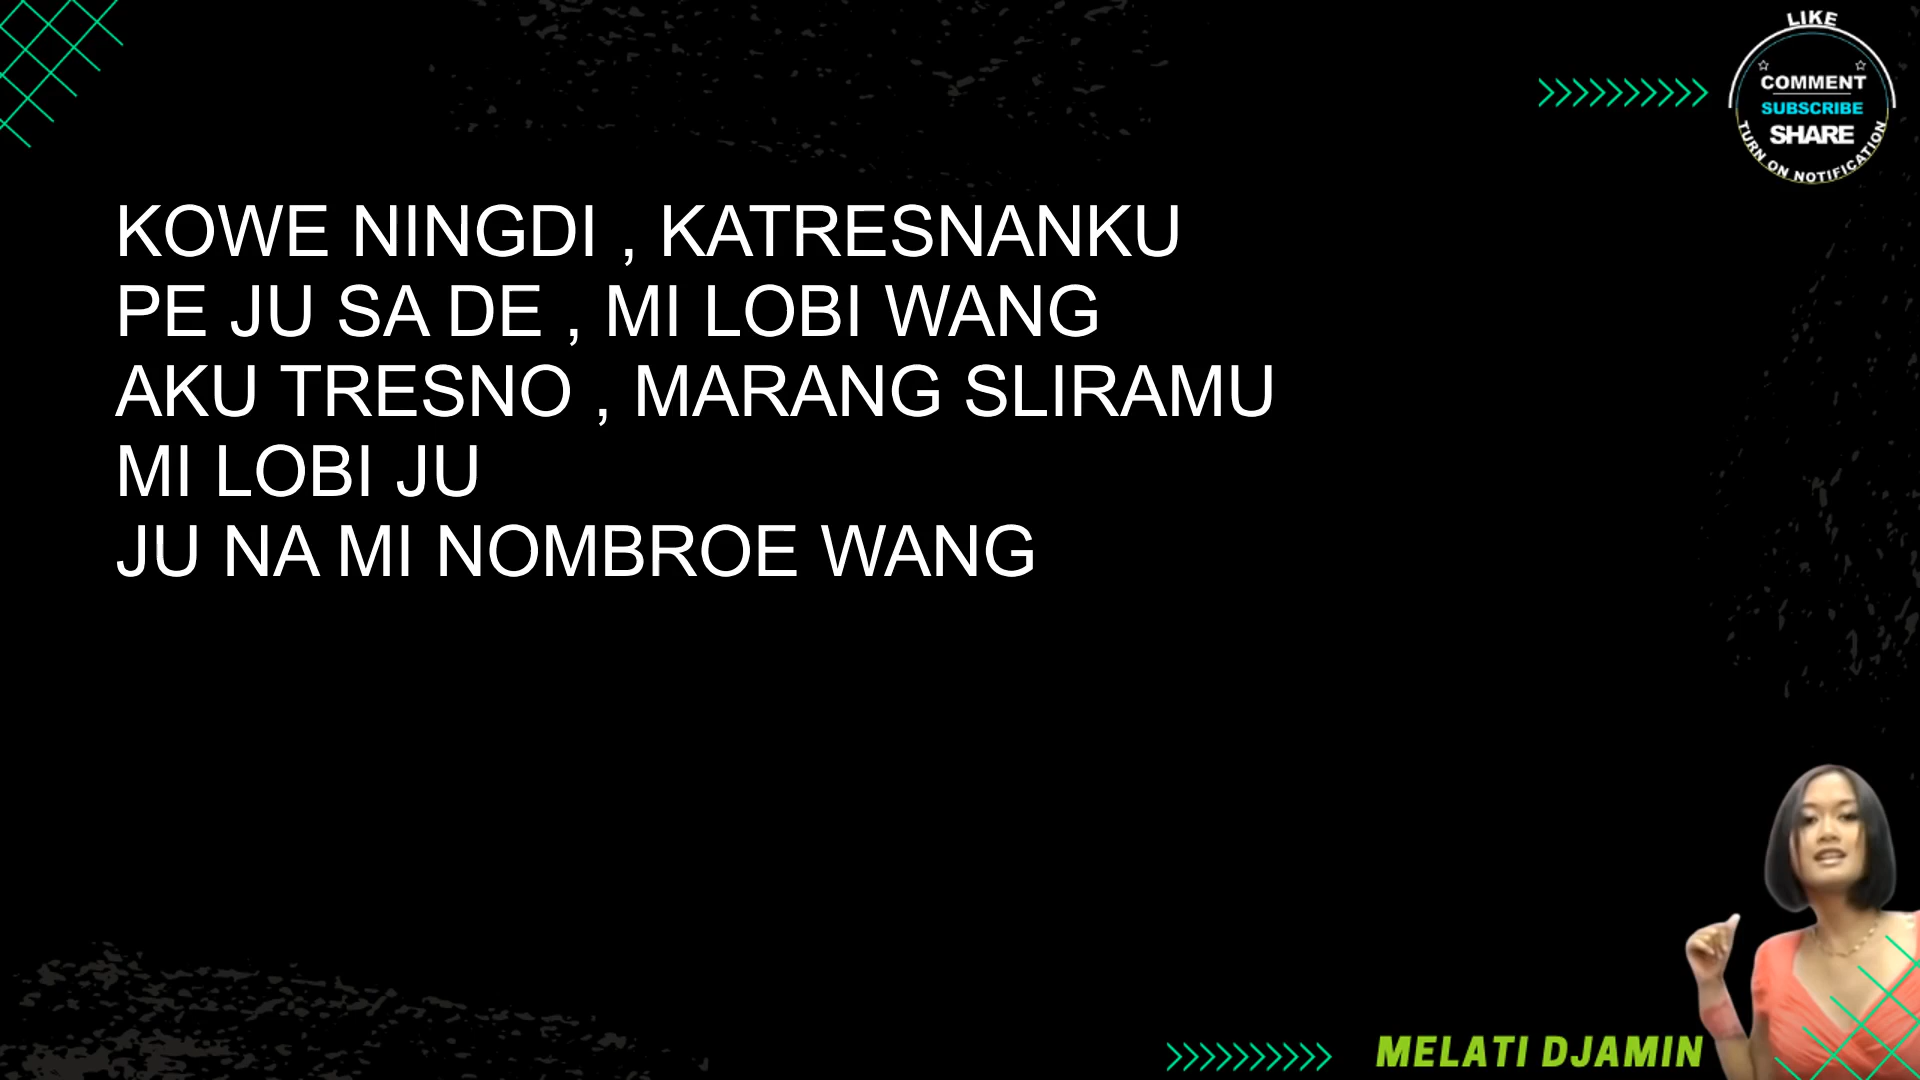 LIKE
COMMENT
SUBSCRIBE
SHARE
TURN ON NOTIFICATION
KOWE NINGDI , KATRESNANKU
PE JU SA DE , MI LOBI WANG
AKU TRESNO , MARANG SLIRAMU
MI LOBI JU
JU NA MI NOMBROE WANG
MELATI DJAMIN